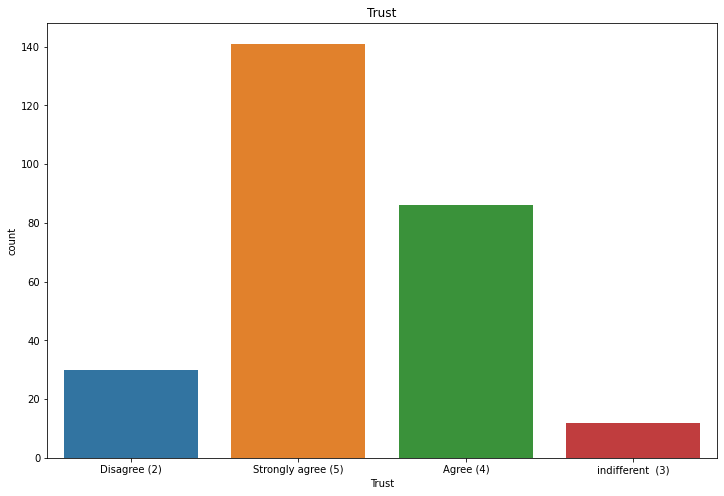 Trust
count
140
120
100
80
60
40
20
0
Disagree (2) Strongly agree (5) Agree (4) indifferent  (3)
Trust